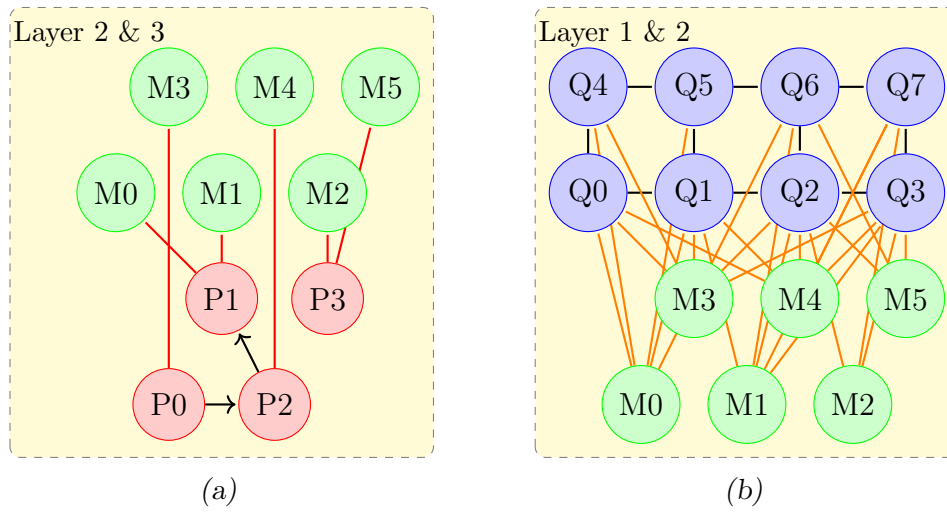 Layer 2 & 3
M3 M4 M5
M0 M1 M2
P1 P3
P0 P2
(a)
Layer 1 & 2
Q4 Q5 Q6 Q7
Q0 Q1 Q2 Q3
M3 M4 M5
M0 M1 M2
(b)